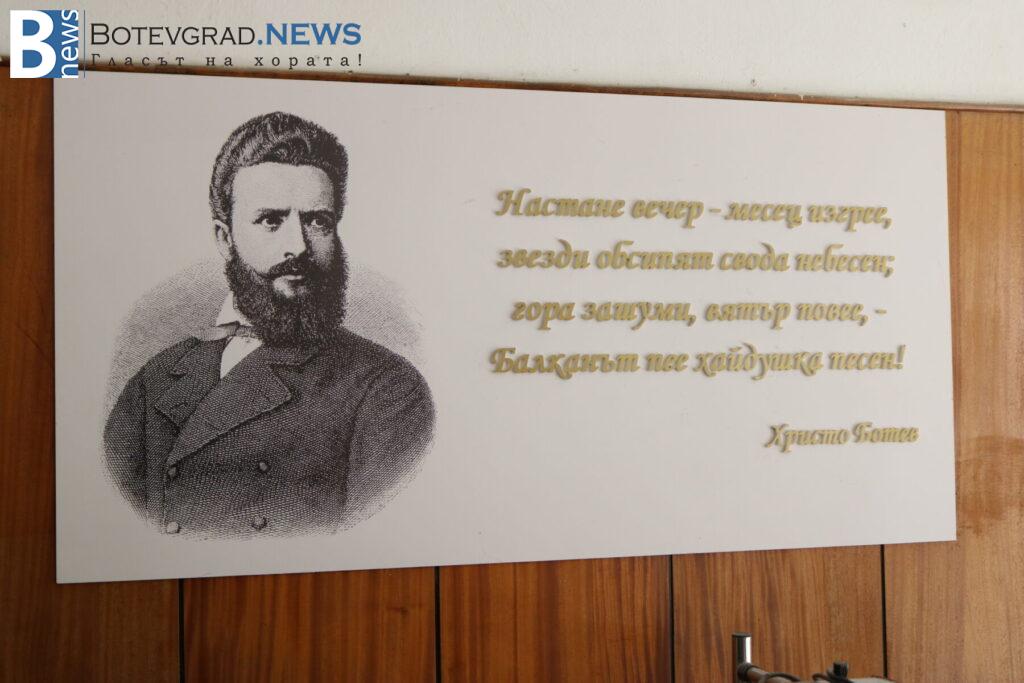 B news BOTEVGRAD.NEWS
Гласът на хората!
Настане вечер – месец изгрее,
звезди обсипят свода небесен;
гора зашуми, вятър повее, –
Балканът пее хайдушка песен!
Христо Ботев